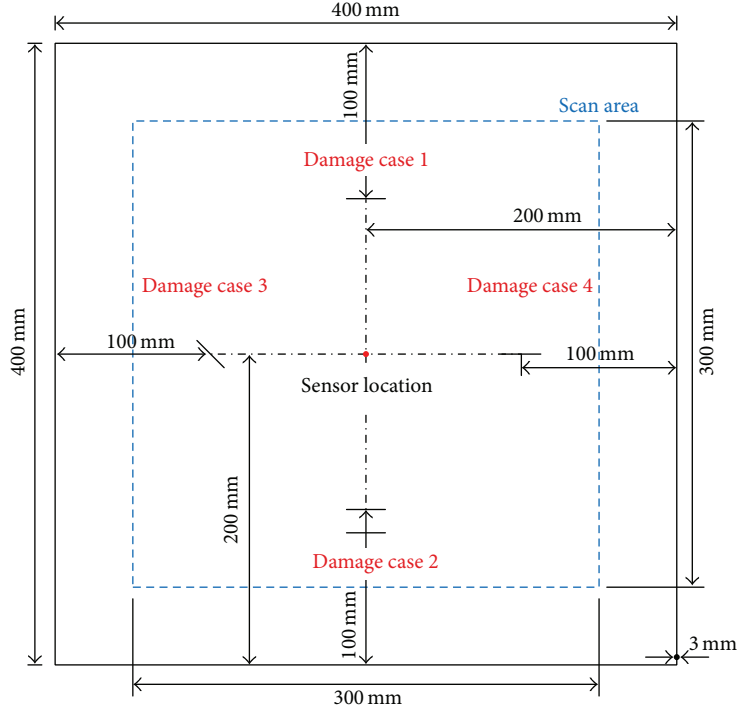 400 mm
100 mm
Scan area
Damage case 1
200 mm
Damage case 3
Damage case 4
400 mm
100 mm
100 mm
300 mm
Sensor location
200 mm
Damage case 2
100 mm
3 mm
300 mm